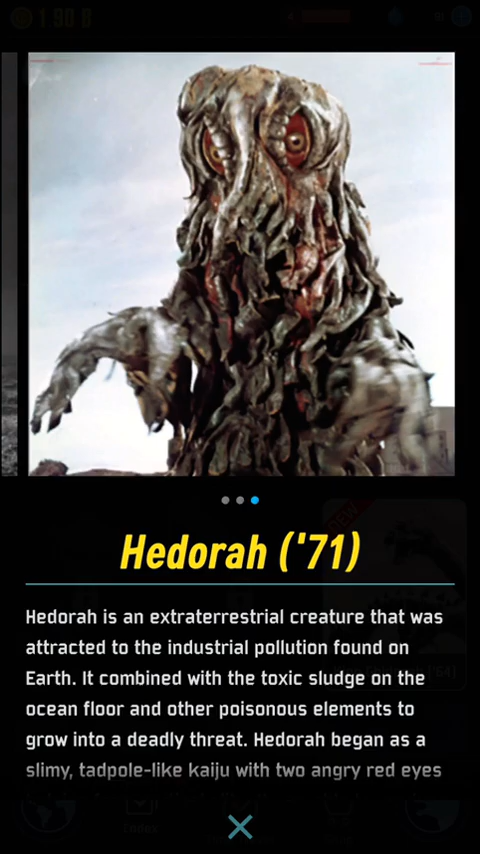 Hedorah ('71)
Hedorah is an extraterrestrial creature that was
attracted to the industrial pollution found on
Earth. It combined with the toxic sludge on the
ocean floor and other poisonous elements to
grow into a deadly threat. Hedorah began as a
slimy, tadpole-like kaiju with two angry red eyes
Index